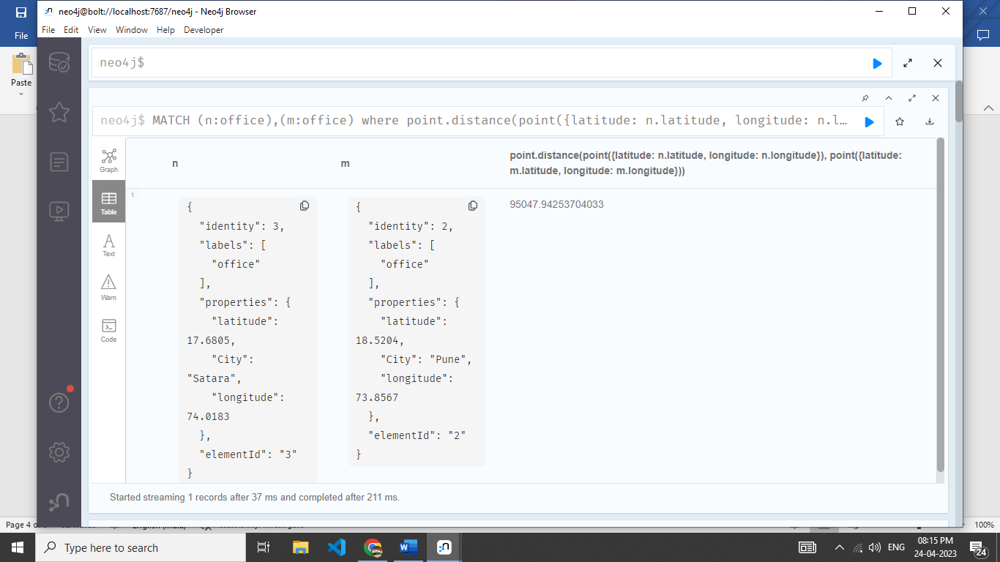 neo4j@bolt://localhost:7687/neo4j - Neo4j Browser
File Edit View Window Help Developer
File
Paste
neo4j$
neo4j$ MATCH (n:office),(m:office) where point.distance(point({latitude: n.latitude, longitude: n.l…
Graph
Table
Text
Warn
Code
n
m
point.distance(point({latitude: n.latitude, longitude: n.longitude}), point({latitude:
m.latitude, longitude: m.longitude}))
1
{
"identity": 3,
"labels": [
"office"
],
"properties": {
"latitude":
17.6805,
"City":
"Satara",
"longitude":
74.0183
},
"elementId": "3"
}
{
"identity": 2,
"labels": [
"office"
],
"properties": {
"latitude":
18.5204,
"City": "Pune",
"longitude":
73.8567
},
"elementId": "2"
}
95047.94253704033
Started streaming 1 records after 37 ms and completed after 211 ms.
Page 4 of
English (India)
100%
Type here to search
ENG
08:15 PM
24-04-2023
24